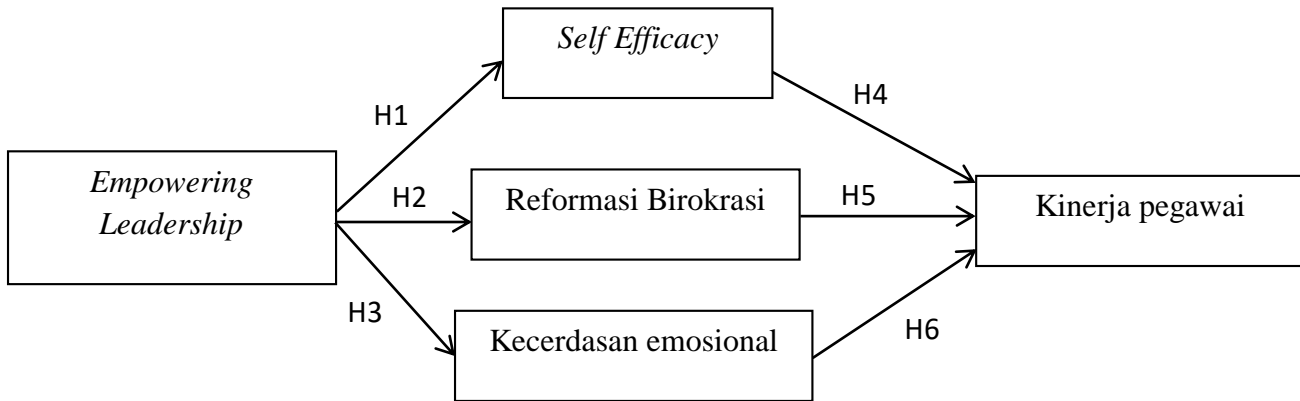 Self Efficacy
H1
H4
Empowering
Leadership
H2
Reformasi Birokrasi
H5
Kinerja pegawai
H3
Kecerdasan emosional
H6